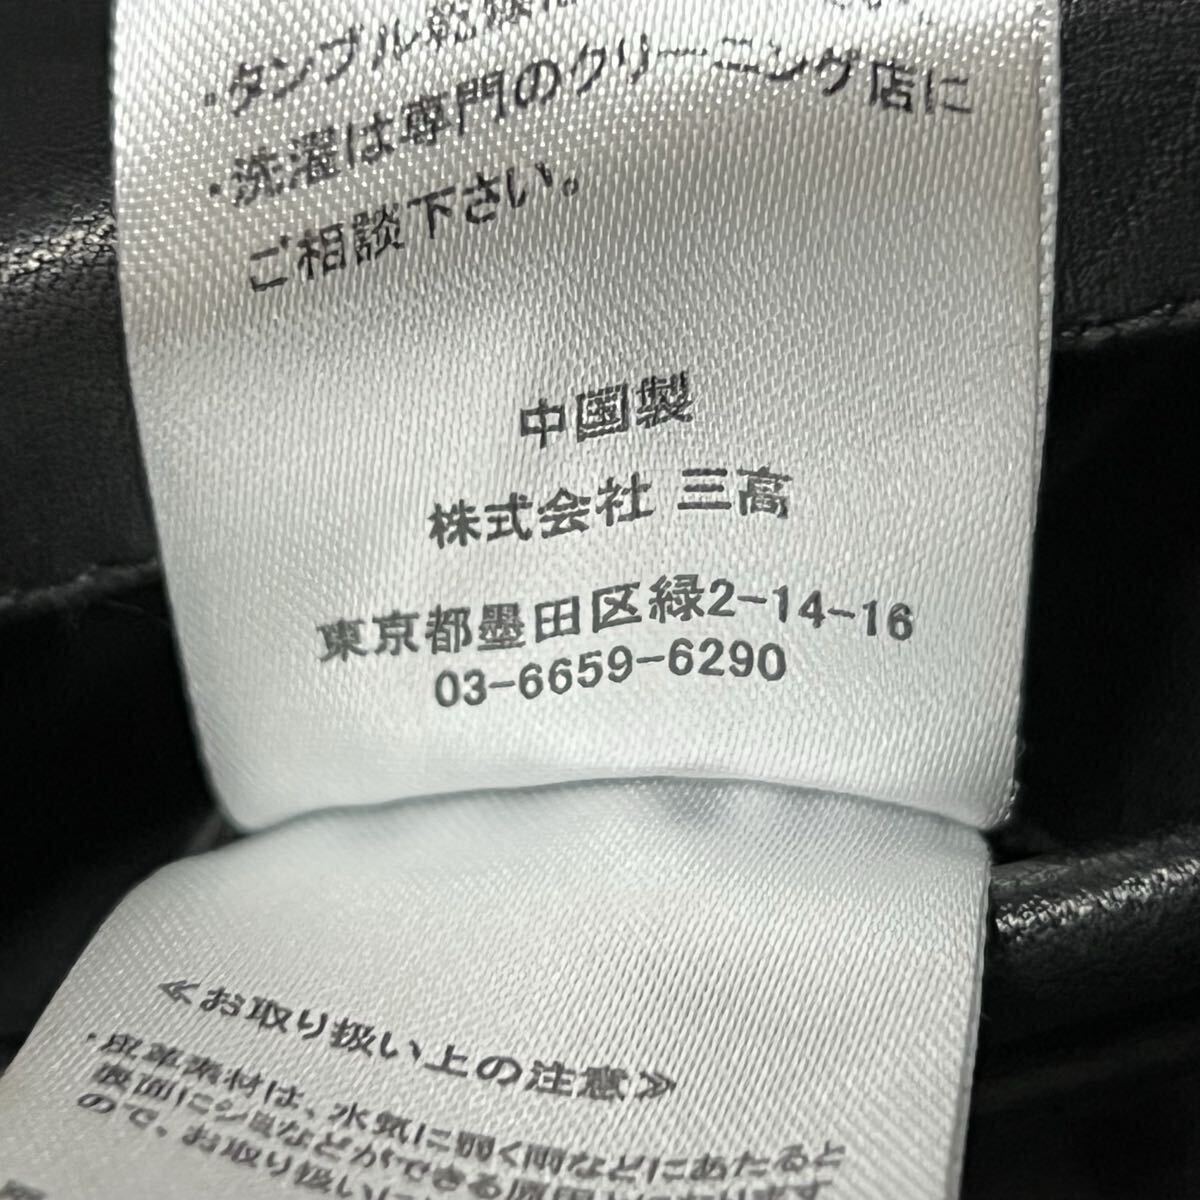 ・タンブル乾燥は
・洗濯は専門のクリーニング店に
ご相談下さい。
中国製
株式会社 三高
東京都墨田区緑2-14-16
03-6659-6290
≪お取り扱い上の注意≫
・皮革素材は、水気に弱く雨などにあたると
表面にシミなどができる原因となります
ので、お取り扱いに